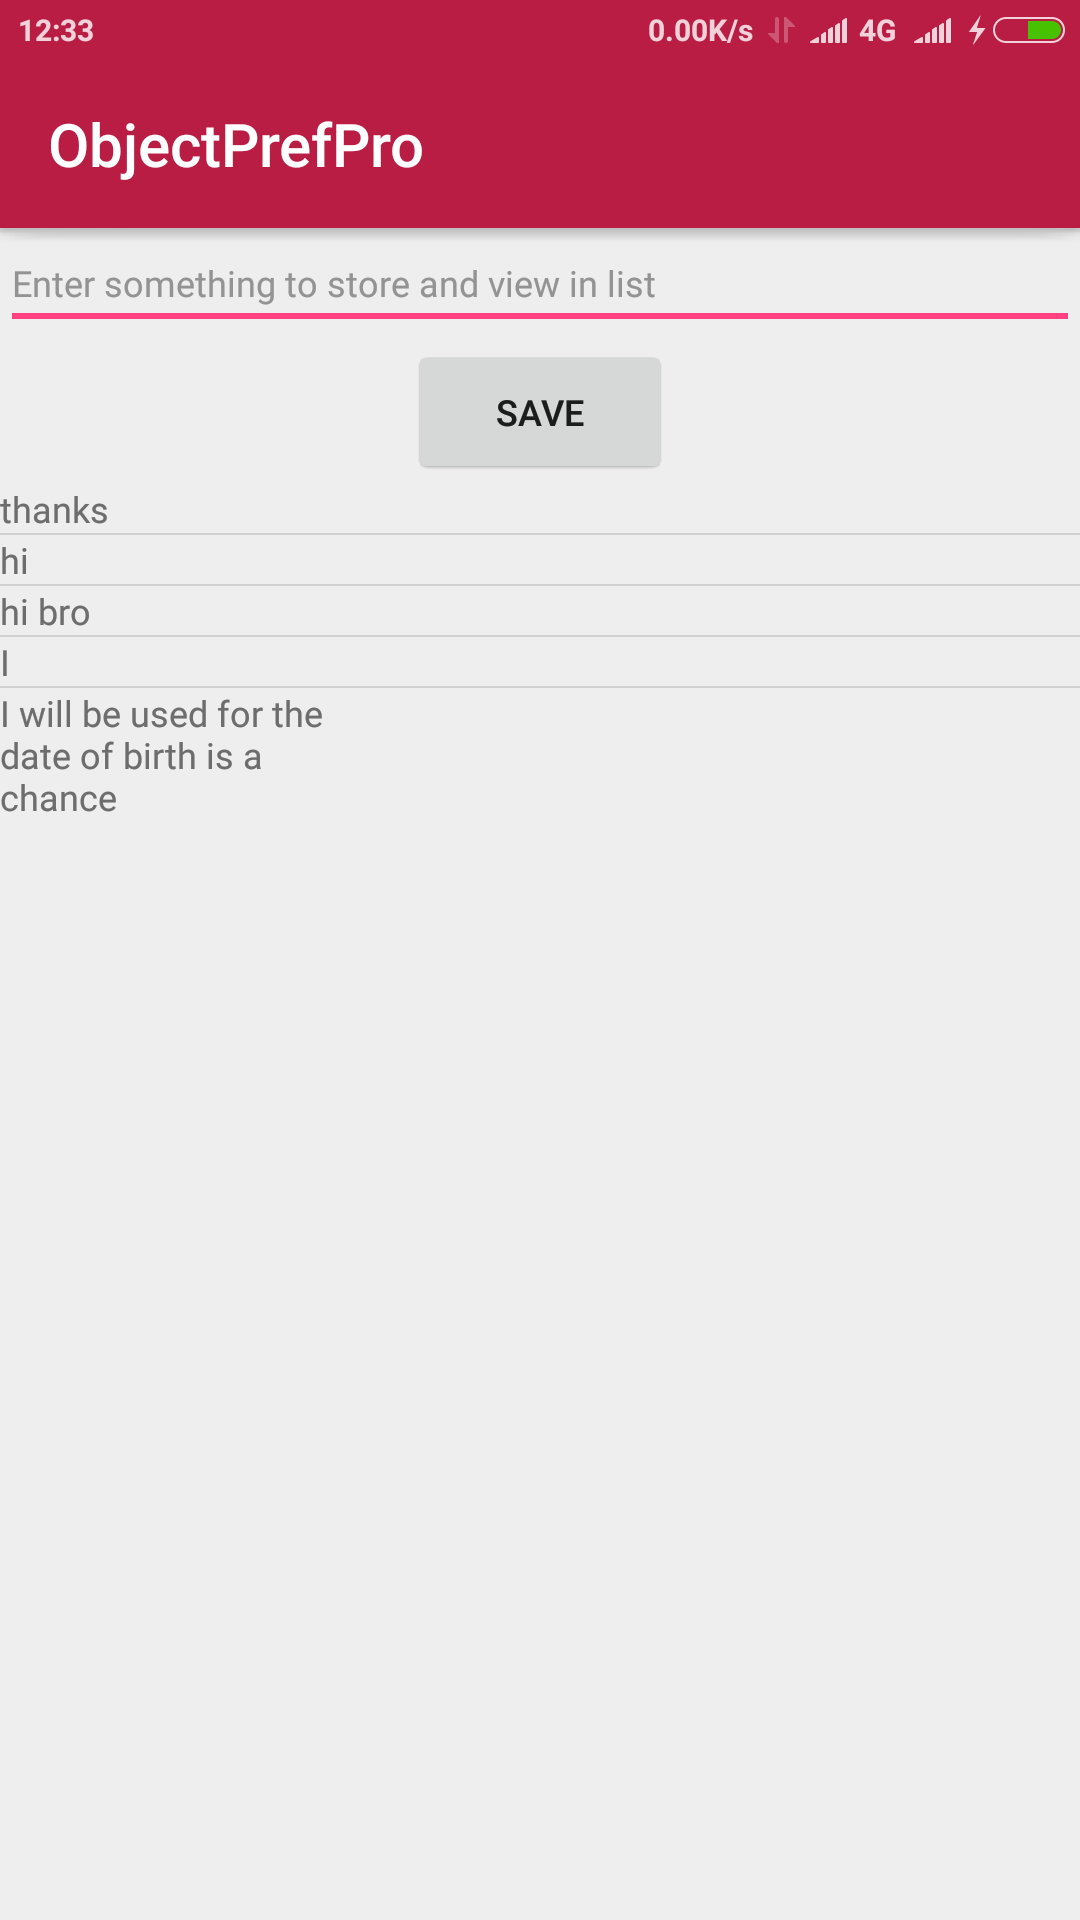 12:33
0.00K/s 4G
ObjectPrefPro
Enter something to store and view in list
SAVE
thanks
hi
hi bro
I
I will be used for the
date of birth is a
chance